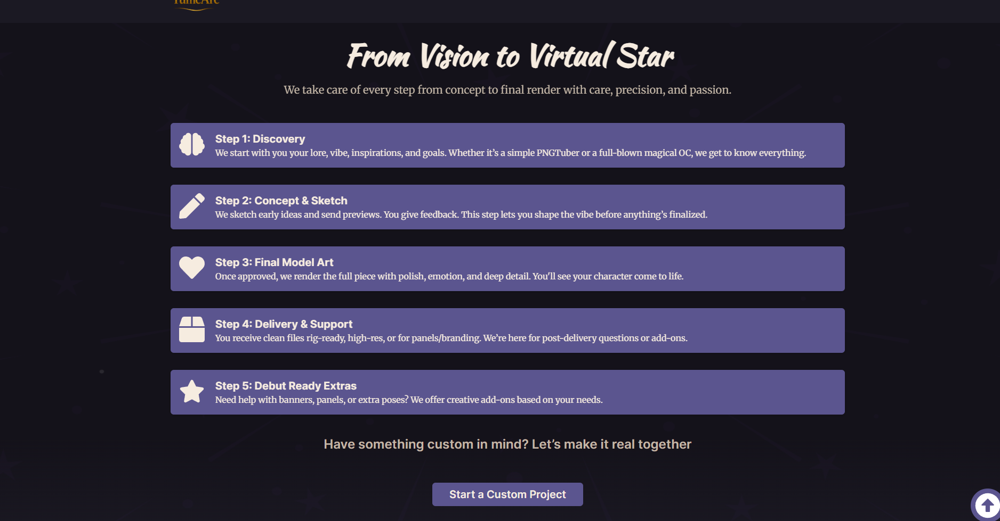 From Vision to Virtual Star
We take care of every step from concept to final render with care, precision, and passion.
Step 1: Discovery
We start with you your lore, vibe, inspirations, and goals. Whether it’s a simple PNGTuber or a full-blown magical OC, we get to know everything.
Step 2: Concept & Sketch
We sketch early ideas and send previews. You give feedback. This step lets you shape the vibe before anything’s finalized.
Step 3: Final Model Art
Once approved, we render the full piece with polish, emotion, and deep detail. You'll see your character come to life.
Step 4: Delivery & Support
You receive clean files rig-ready, high-res, or for panels/branding. We’re here for post-delivery questions or add-ons.
Step 5: Debut Ready Extras
Need help with banners, panels, or extra poses? We offer creative add-ons based on your needs.
Have something custom in mind? Let’s make it real together
Start a Custom Project